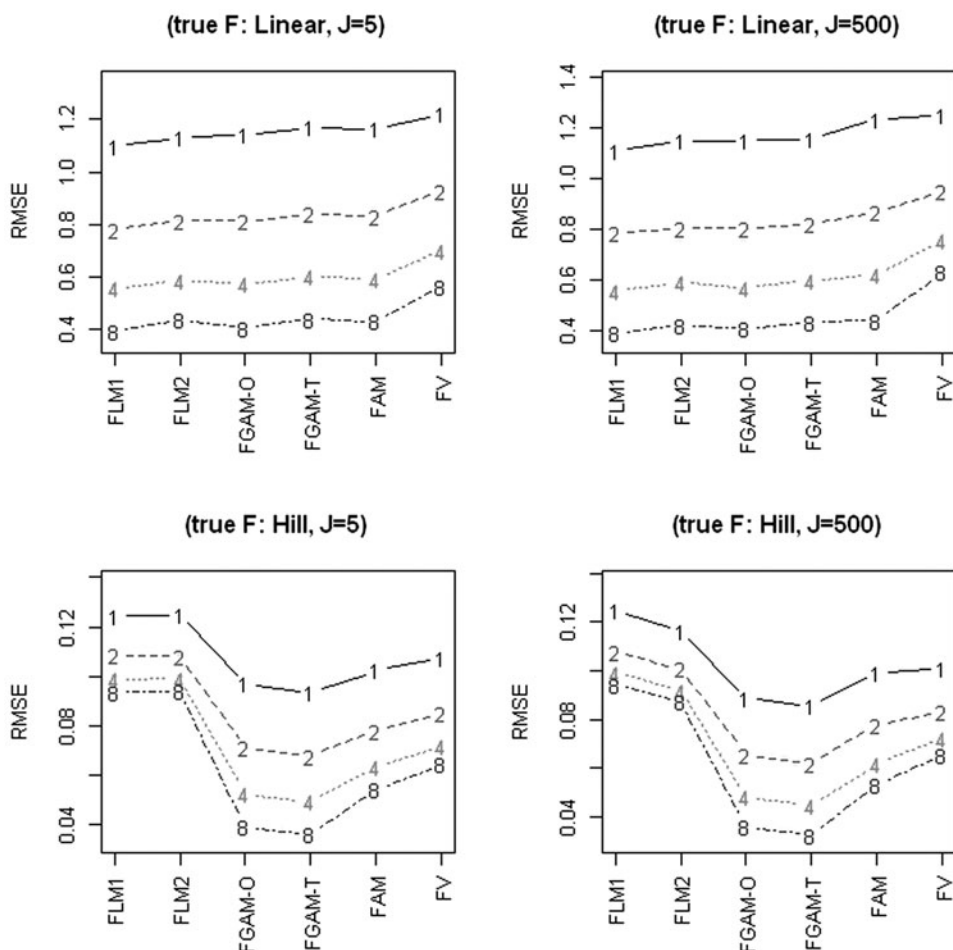 (true F: Linear, J=5)
RMSE
1.2
1.0
0.8
0.6
0.4
1 1 1 1 1 1
2 2 2 2 2 2
4 4 4 4 4 4
8 8 8 8 8 8
FLM1 FLM2 FGAM-O FGAM-T FAM FV
(true F: Linear, J=500)
RMSE
1.4
1.2
1.0
0.8
0.6
0.4
1 1 1 1 1 1
2 2 2 2 2 2
4 4 4 4 4 4
8 8 8 8 8 8
FLM1 FLM2 FGAM-O FGAM-T FAM FV
(true F: Hill, J=5)
RMSE
0.12
0.08
0.04
1 1 1 1 1 1
2 2 2 2 2 2
4 4 4 4 4 4
8 8 8 8 8 8
FLM1 FLM2 FGAM-O FGAM-T FAM FV
(true F: Hill, J=500)
RMSE
0.12
0.08
0.04
1 1 1 1 1 1
2 2 2 2 2 2
4 4 4 4 4 4
8 8 8 8 8 8
FLM1 FLM2 FGAM-O FGAM-T FAM FV